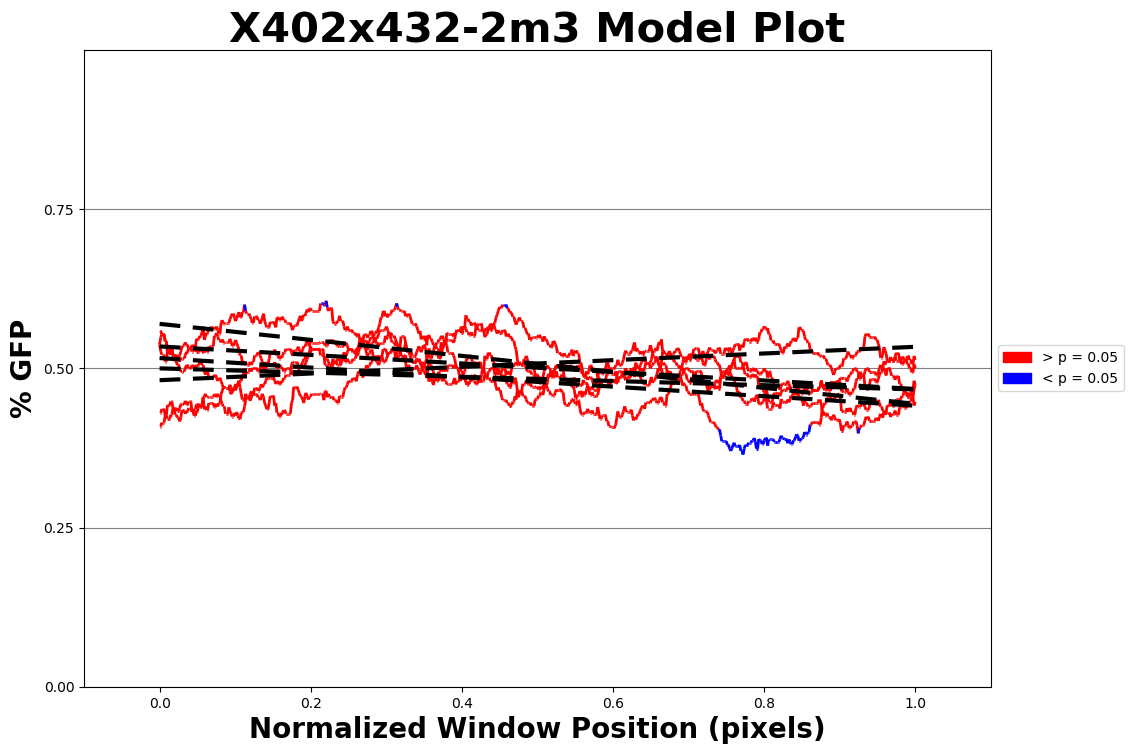 X402x432-2m3 Model Plot
% GFP
0.75
0.50
0.25
0.00
0.0 0.2 0.4 0.6 0.8 1.0
Normalized Window Position (pixels)
> p = 0.05
< p = 0.05